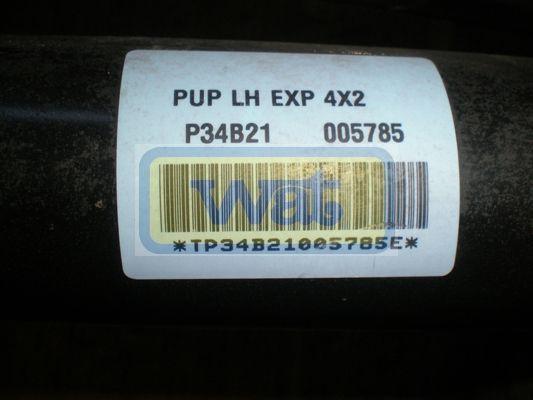 PUP LH EXP 4X2
P34B21 005785
Wat
*TP34B21005785E*